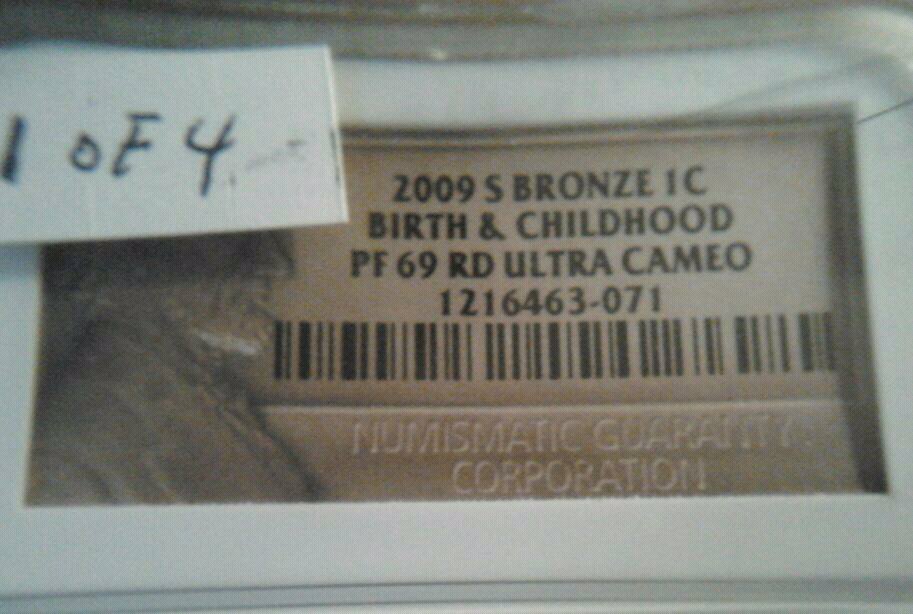 1 OF 4
2009 S BRONZE 1C
BIRTH & CHILDHOOD
PF 69 RD ULTRA CAMEO
1216463-071
NUMISMATIC GUARANTY
CORPORATION